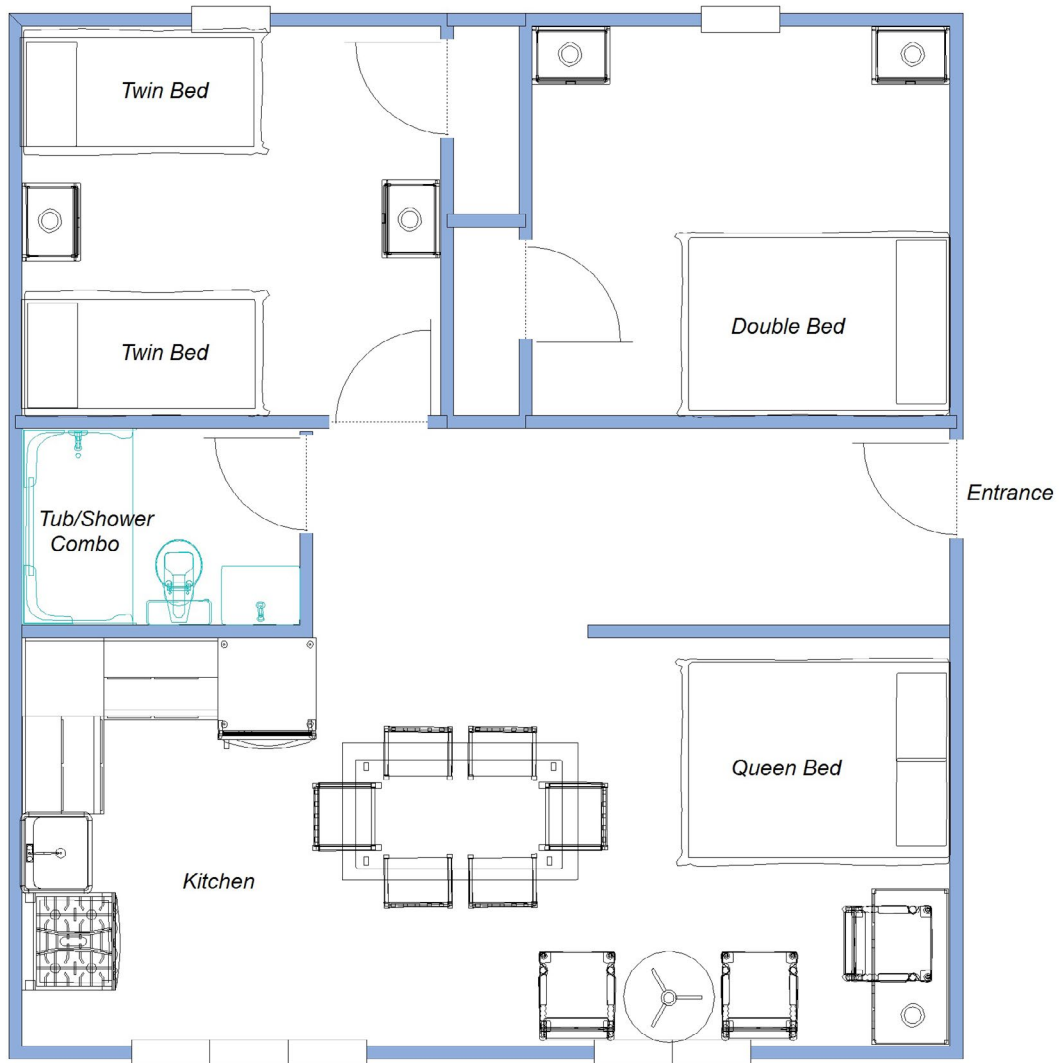 Twin Bed
Twin Bed
Double Bed
Entrance
Tub/Shower
Combo
Queen Bed
Kitchen